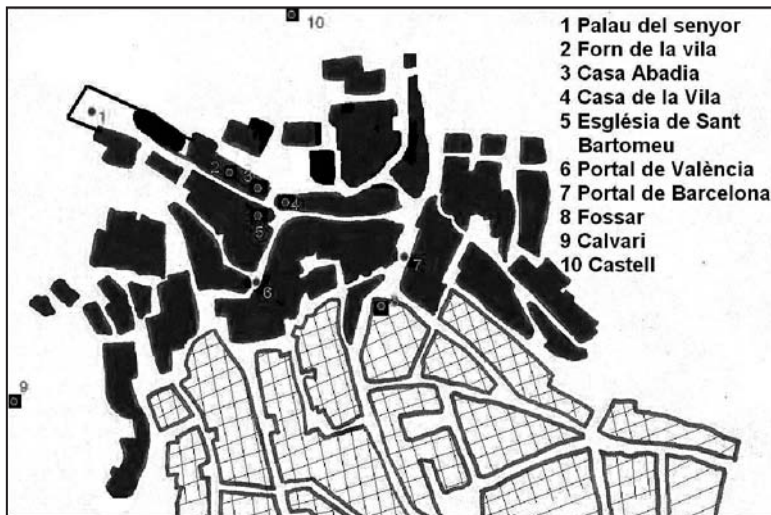 10
1 Palau del senyor
2 Forn de la vila
3 Casa Abadia
4 Casa de la Vila
5 Església de Sant
Bartomeu
6 Portal de València
7 Portal de Barcelona
8 Fossar
9 Calvari
10 Castell
1
2
3
4
5
6
7
8
9